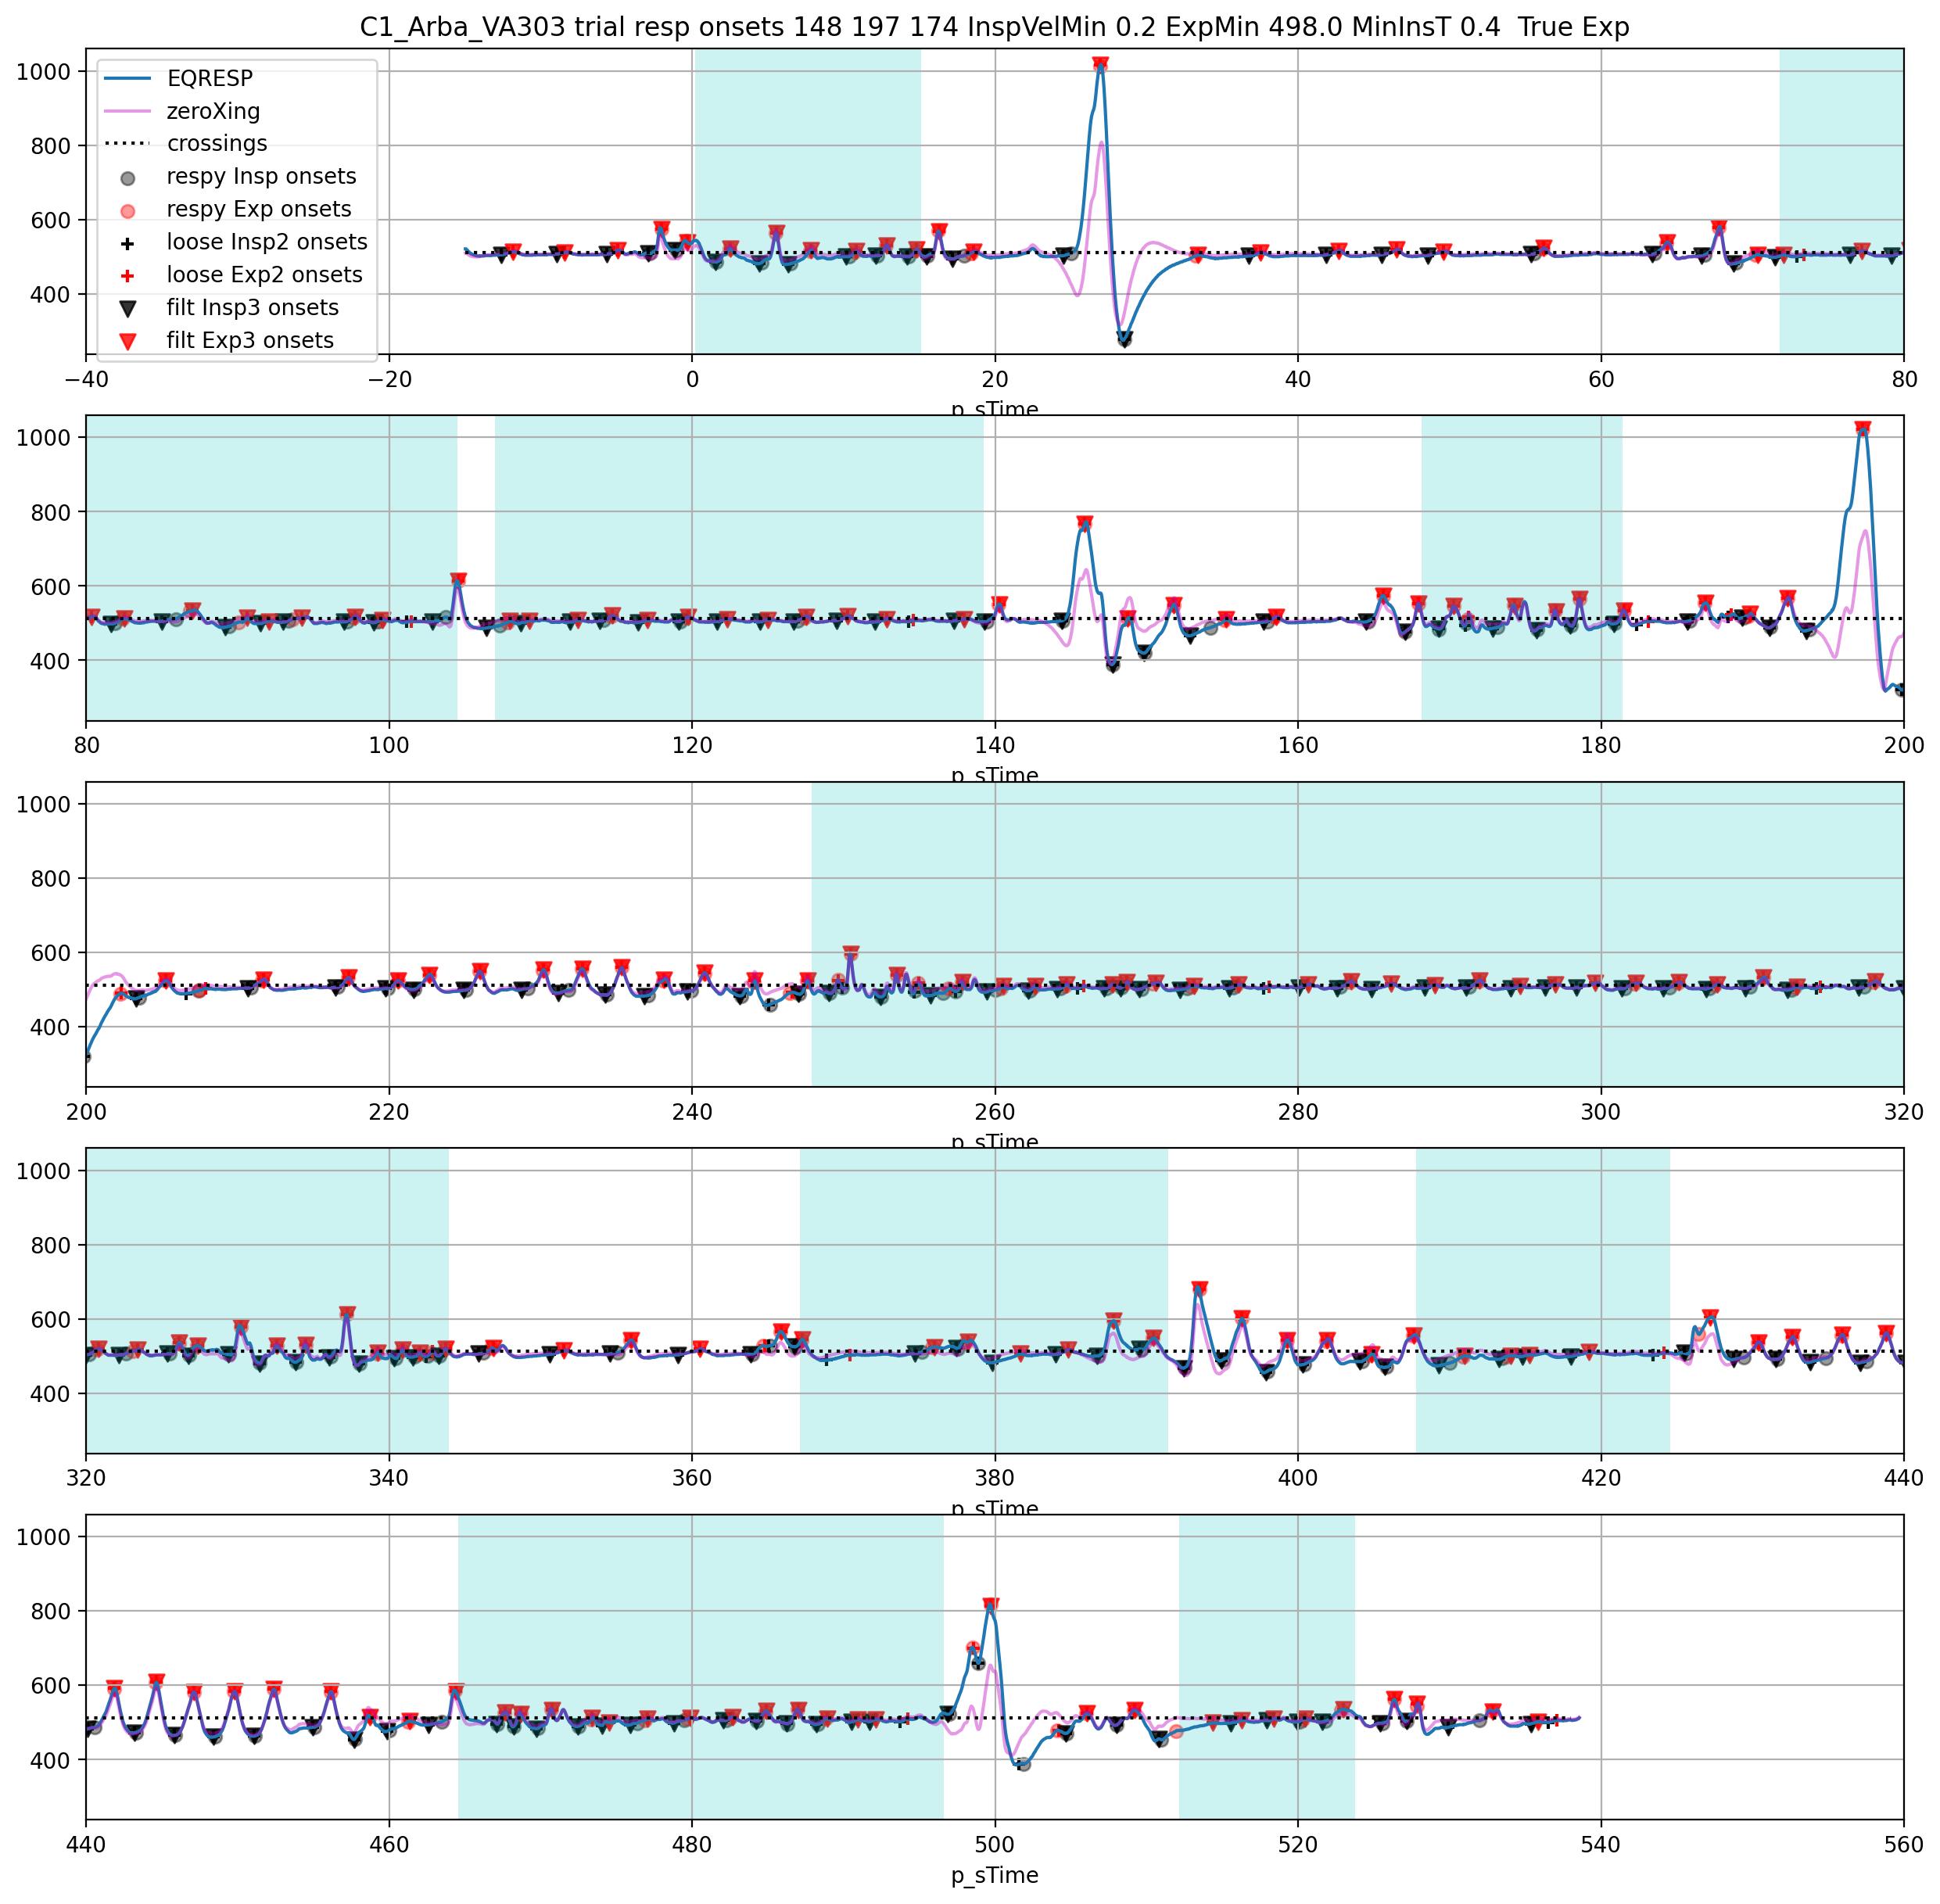 C1_Arba_VA303 trial resp onsets 148 197 174 InspVelMin 0.2 ExpMin 498.0 MinInsT 0.4  True Exp
EQRESP
zeroXing
crossings
respy Insp onsets
respy Exp onsets
loose Insp2 onsets
loose Exp2 onsets
filt Insp3 onsets
filt Exp3 onsets
1000
800
600
400
−40 −20 0 20 40 60 80
p_sTime
1000
800
600
400
80 100 120 140 160 180 200
p_sTime
1000
800
600
400
200 220 240 260 280 300 320
p_sTime
1000
800
600
400
320 340 360 380 400 420 440
p_sTime
1000
800
600
400
440 460 480 500 520 540 560
p_sTime